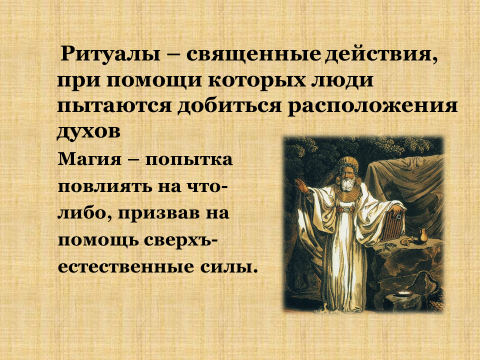 Ритуалы – священные действия,
при помощи которых люди
пытаются добиться расположения
духов
Магия – попытка
повлиять на что-
либо, призвав на
помощь сверхъ-
естественные силы.